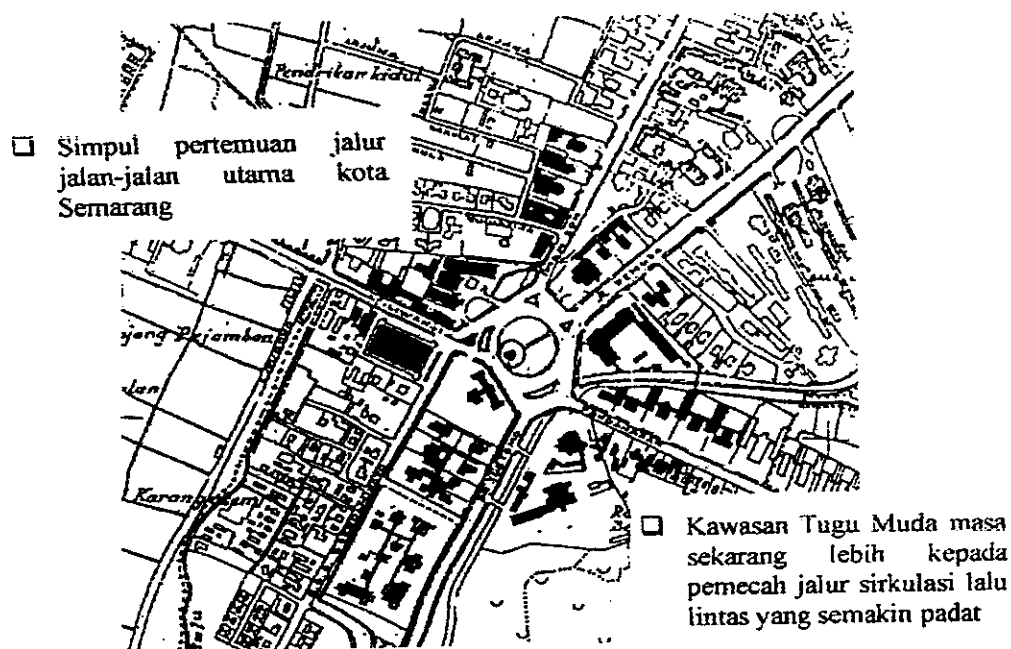 Pendrikan kidul
Simpul pertemuan jalur
jalan-jalan utama kota
Semarang
Karang
Kawasan Tugu Muda masa
sekarang lebih kepada
pemecah jalur sirkulasi lalu
lintas yang semakin padat